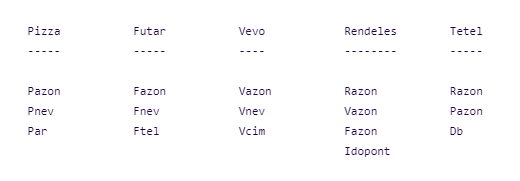 Pizza Futar Vevo Rendeles Tetel
----- ----- ---- -------- -----
Pazon Fazon Vazon Razon Razon
Pnev Fnev Vnev Vazon Pazon
Par Ftel Vcim Fazon Db
Idopont